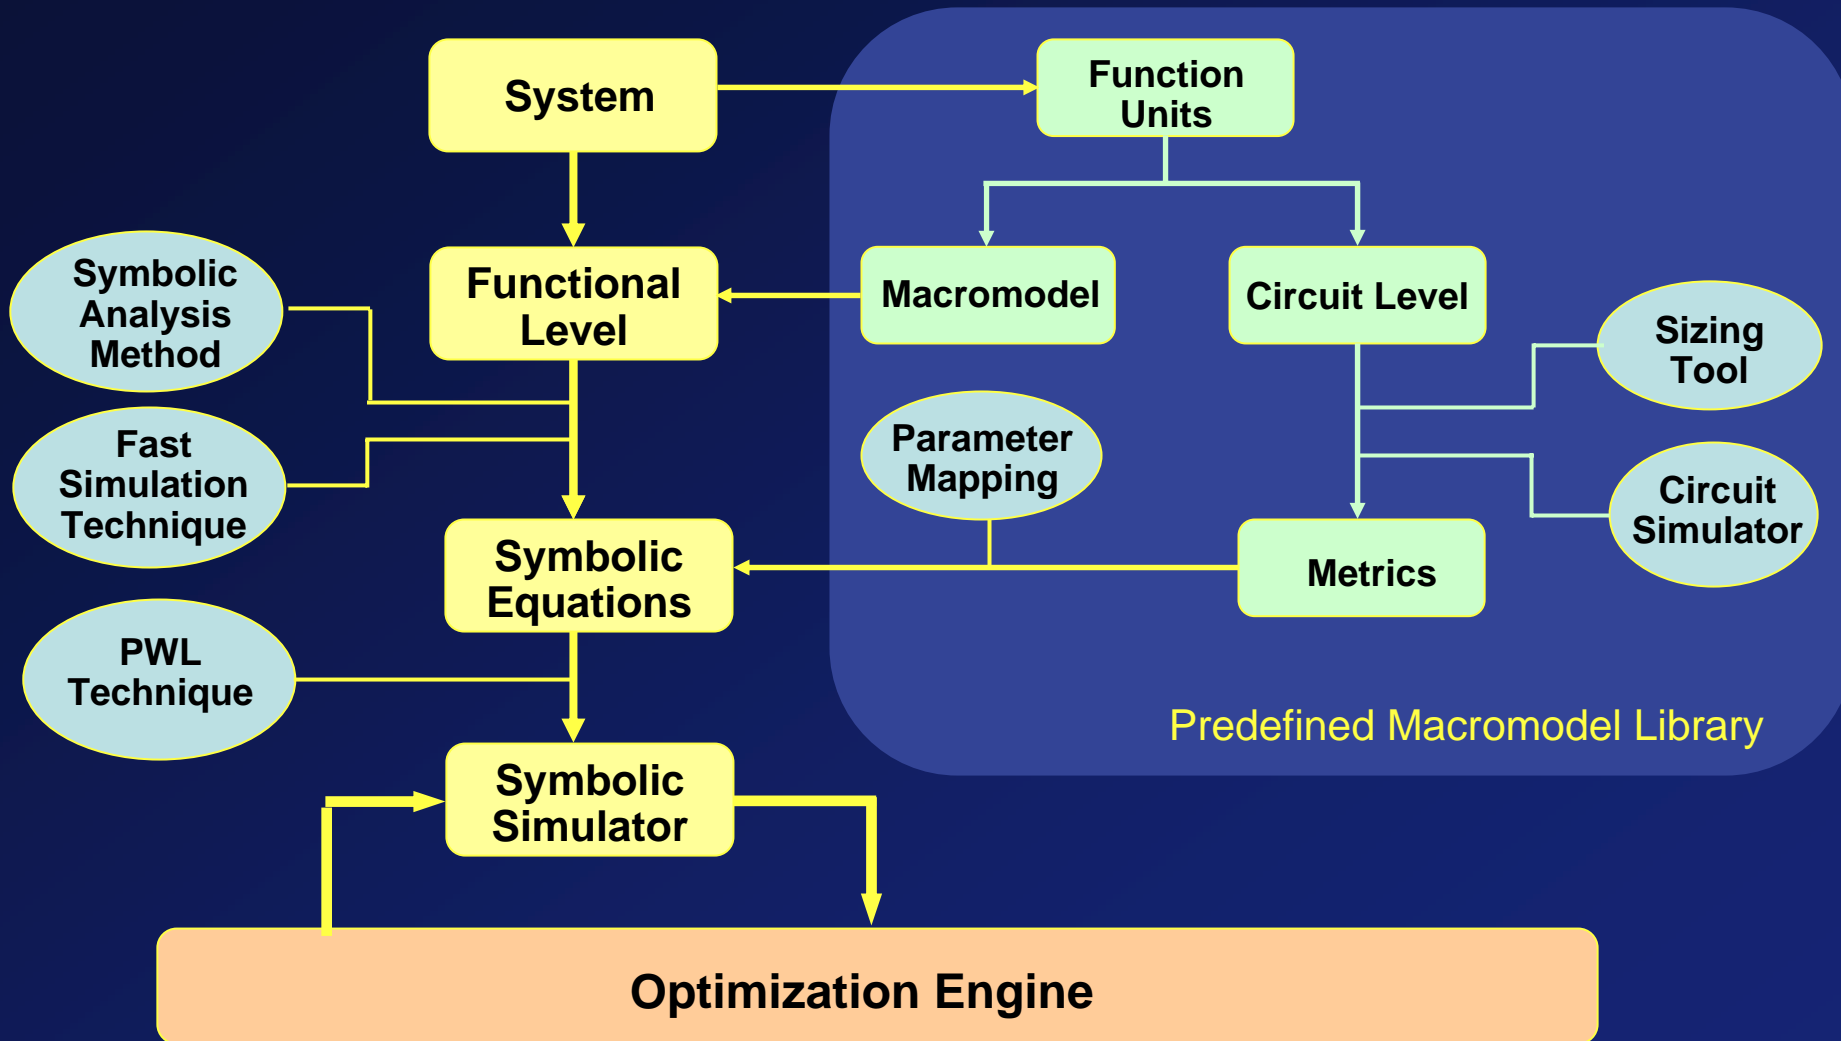 System
Function
Units
Symbolic
Analysis
Method
Functional
Level
Macromodel
Circuit Level
Sizing
Tool
Fast
Simulation
Technique
Parameter
Mapping
Circuit
Simulator
Symbolic
Equations
Metrics
PWL
Technique
Predefined Macromodel Library
Symbolic
Simulator
Optimization Engine